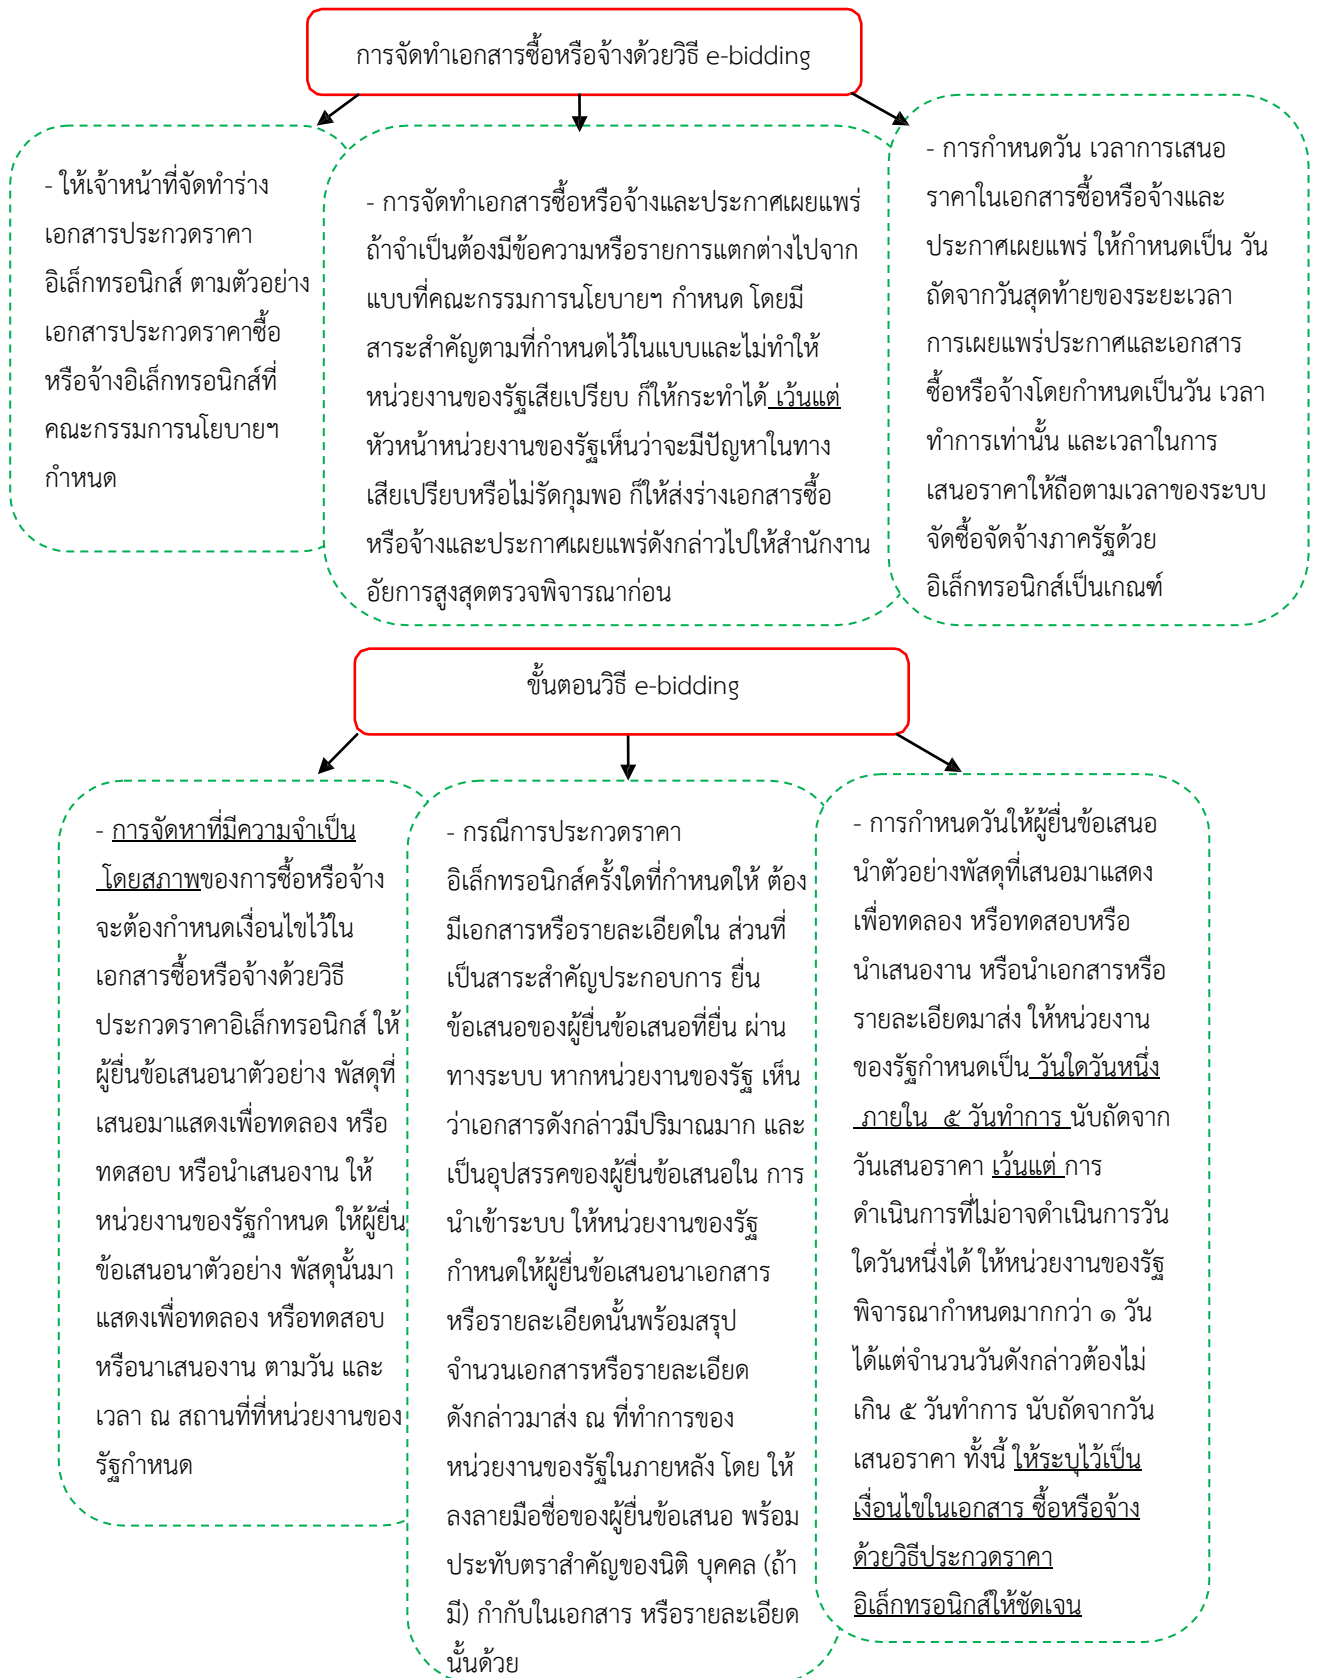 การจัดทำเอกสารซื้อหรือจ้างด้วยวิธี e-bidding
- ให้เจ้าหน้าที่จัดทำร่าง
เอกสารประกวดราคา
อิเล็กทรอนิกส์ ตามตัวอย่าง
เอกสารประกวดราคาซื้อ
หรือจ้างอิเล็กทรอนิกส์ที่
คณะกรรมการนโยบายฯ
กำหนด
- การจัดทำเอกสารซื้อหรือจ้างและประกาศเผยแพร่
ถ้าจำเป็นต้องมีข้อความหรือรายการแตกต่างไปจาก
แบบที่คณะกรรมการนโยบายฯ กำหนด โดยมี
สาระสำคัญตามที่กำหนดไว้ในแบบและไม่ทำให้
หน่วยงานของรัฐเสียเปรียบ ก็ให้กระทำได้ เว้นแต่
หัวหน้าหน่วยงานของรัฐเห็นว่าจะมีปัญหาในทาง
เสียเปรียบหรือไม่รัดกุมพอ ก็ให้ส่งร่างเอกสารซื้อ
หรือจ้างและประกาศเผยแพร่ดังกล่าวไปให้สำนักงาน
อัยการสูงสุดตรวจพิจารณาก่อน
- การกำหนดวัน เวลาการเสนอ
ราคาในเอกสารซื้อหรือจ้างและ
ประกาศเผยแพร่ ให้กำหนดเป็น วัน
ถัดจากวันสุดท้ายของระยะเวลา
การเผยแพร่ประกาศและเอกสาร
ซื้อหรือจ้างโดยกำหนดเป็นวัน เวลา
ทำการเท่านั้น และเวลาในการ
เสนอราคาให้ถือตามเวลาของระบบ
จัดซื้อจัดจ้างภาครัฐด้วย
อิเล็กทรอนิกส์เป็นเกณฑ์
ขั้นตอนวิธี e-bidding
- การจัดหาที่มีความจำเป็น
โดยสภาพของการซื้อหรือจ้าง
จะต้องกำหนดเงื่อนไขไว้ใน
เอกสารซื้อหรือจ้างด้วยวิธี
ประกวดราคาอิเล็กทรอนิกส์ ให้
ผู้ยื่นข้อเสนอนาตัวอย่าง พัสดุที่
เสนอมาแสดงเพื่อทดลอง หรือ
ทดสอบ หรือนำเสนองาน ให้
หน่วยงานของรัฐกำหนด ให้ผู้ยื่น
ข้อเสนอนาตัวอย่าง พัสดุนั้นมา
แสดงเพื่อทดลอง หรือทดสอบ
หรือนาเสนองาน ตามวัน และ
เวลา ณ สถานที่ที่หน่วยงานของ
รัฐกำหนด
- กรณีการประกวดราคา
อิเล็กทรอนิกส์ครั้งใดที่กำหนดให้ ต้อง
มีเอกสารหรือรายละเอียดใน ส่วนที่
เป็นสาระสำคัญประกอบการ ยื่น
ข้อเสนอของผู้ยื่นข้อเสนอที่ยื่น ผ่าน
ทางระบบ หากหน่วยงานของรัฐ เห็น
ว่าเอกสารดังกล่าวมีปริมาณมาก และ
เป็นอุปสรรคของผู้ยื่นข้อเสนอใน การ
นำเข้าระบบ ให้หน่วยงานของรัฐ
กำหนดให้ผู้ยื่นข้อเสนอนาเอกสาร
หรือรายละเอียดนั้นพร้อมสรุป
จำนวนเอกสารหรือรายละเอียด
ดังกล่าวมาส่ง ณ ที่ทำการของ
หน่วยงานของรัฐในภายหลัง โดย ให้
ลงลายมือชื่อของผู้ยื่นข้อเสนอ พร้อม
ประทับตราสำคัญของนิติ บุคคล (ถ้า
มี) กำกับในเอกสาร หรือรายละเอียด
นั้นด้วย
- การกำหนดวันให้ผู้ยื่นข้อเสนอ
นำตัวอย่างพัสดุที่เสนอมาแสดง
เพื่อทดลอง หรือทดสอบหรือ
นำเสนองาน หรือนำเอกสารหรือ
รายละเอียดมาส่ง ให้หน่วยงาน
ของรัฐกำหนดเป็น วันใดวันหนึ่ง
ภายใน ๕ วันทำการ นับถัดจาก
วันเสนอราคา เว้นแต่ การ
ดำเนินการที่ไม่อาจดำเนินการวัน
ใดวันหนึ่งได้ ให้หน่วยงานของรัฐ
พิจารณากำหนดมากกว่า ๑ วัน
ได้แต่จำนวนวันดังกล่าวต้องไม่
เกิน ๕ วันทำการ นับถัดจากวัน
เสนอราคา ทั้งนี้ ให้ระบุไว้เป็น
เงื่อนไขในเอกสาร ซื้อหรือจ้าง
ด้วยวิธีประกวดราคา
อิเล็กทรอนิกส์ให้ชัดเจน